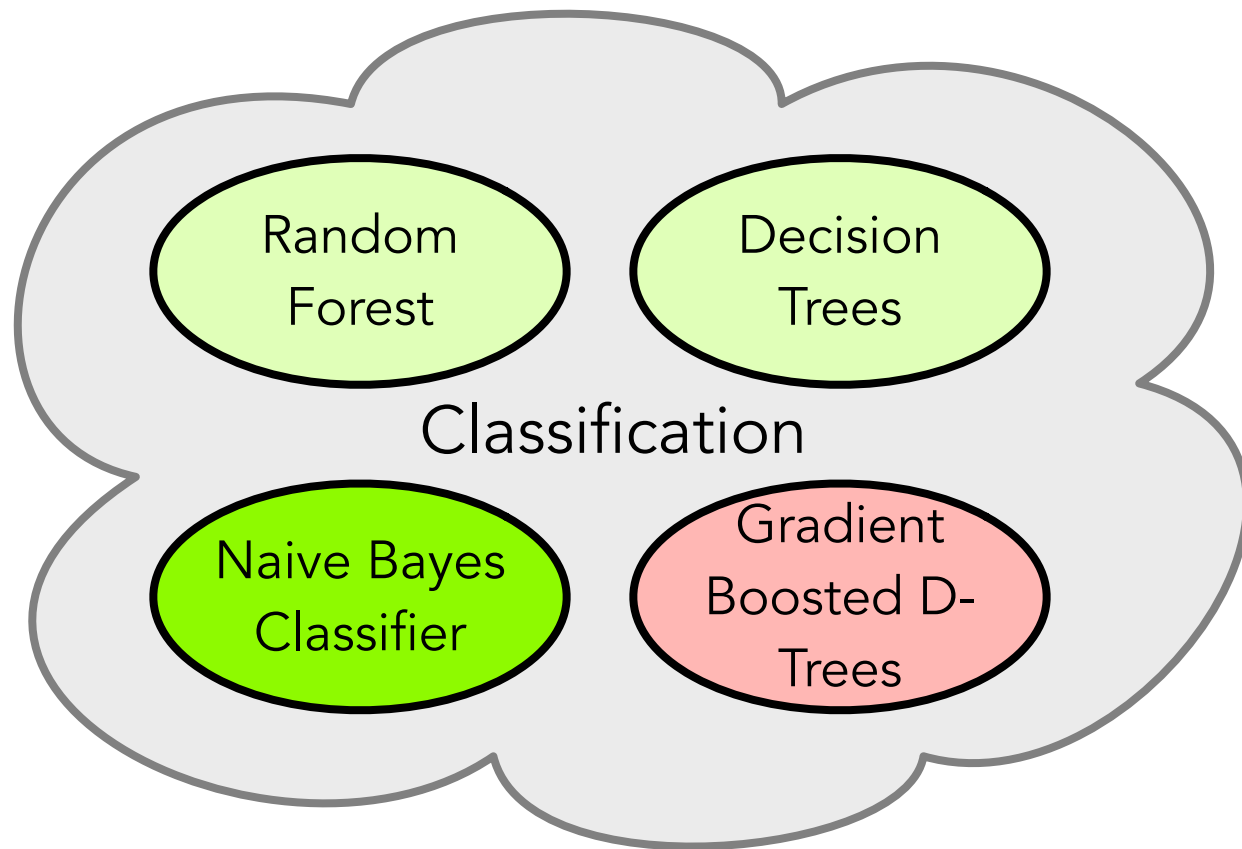 Random
Forest
Decision
Trees
Classification
Naive Bayes
Classifier
Gradient
Boosted D-
Trees